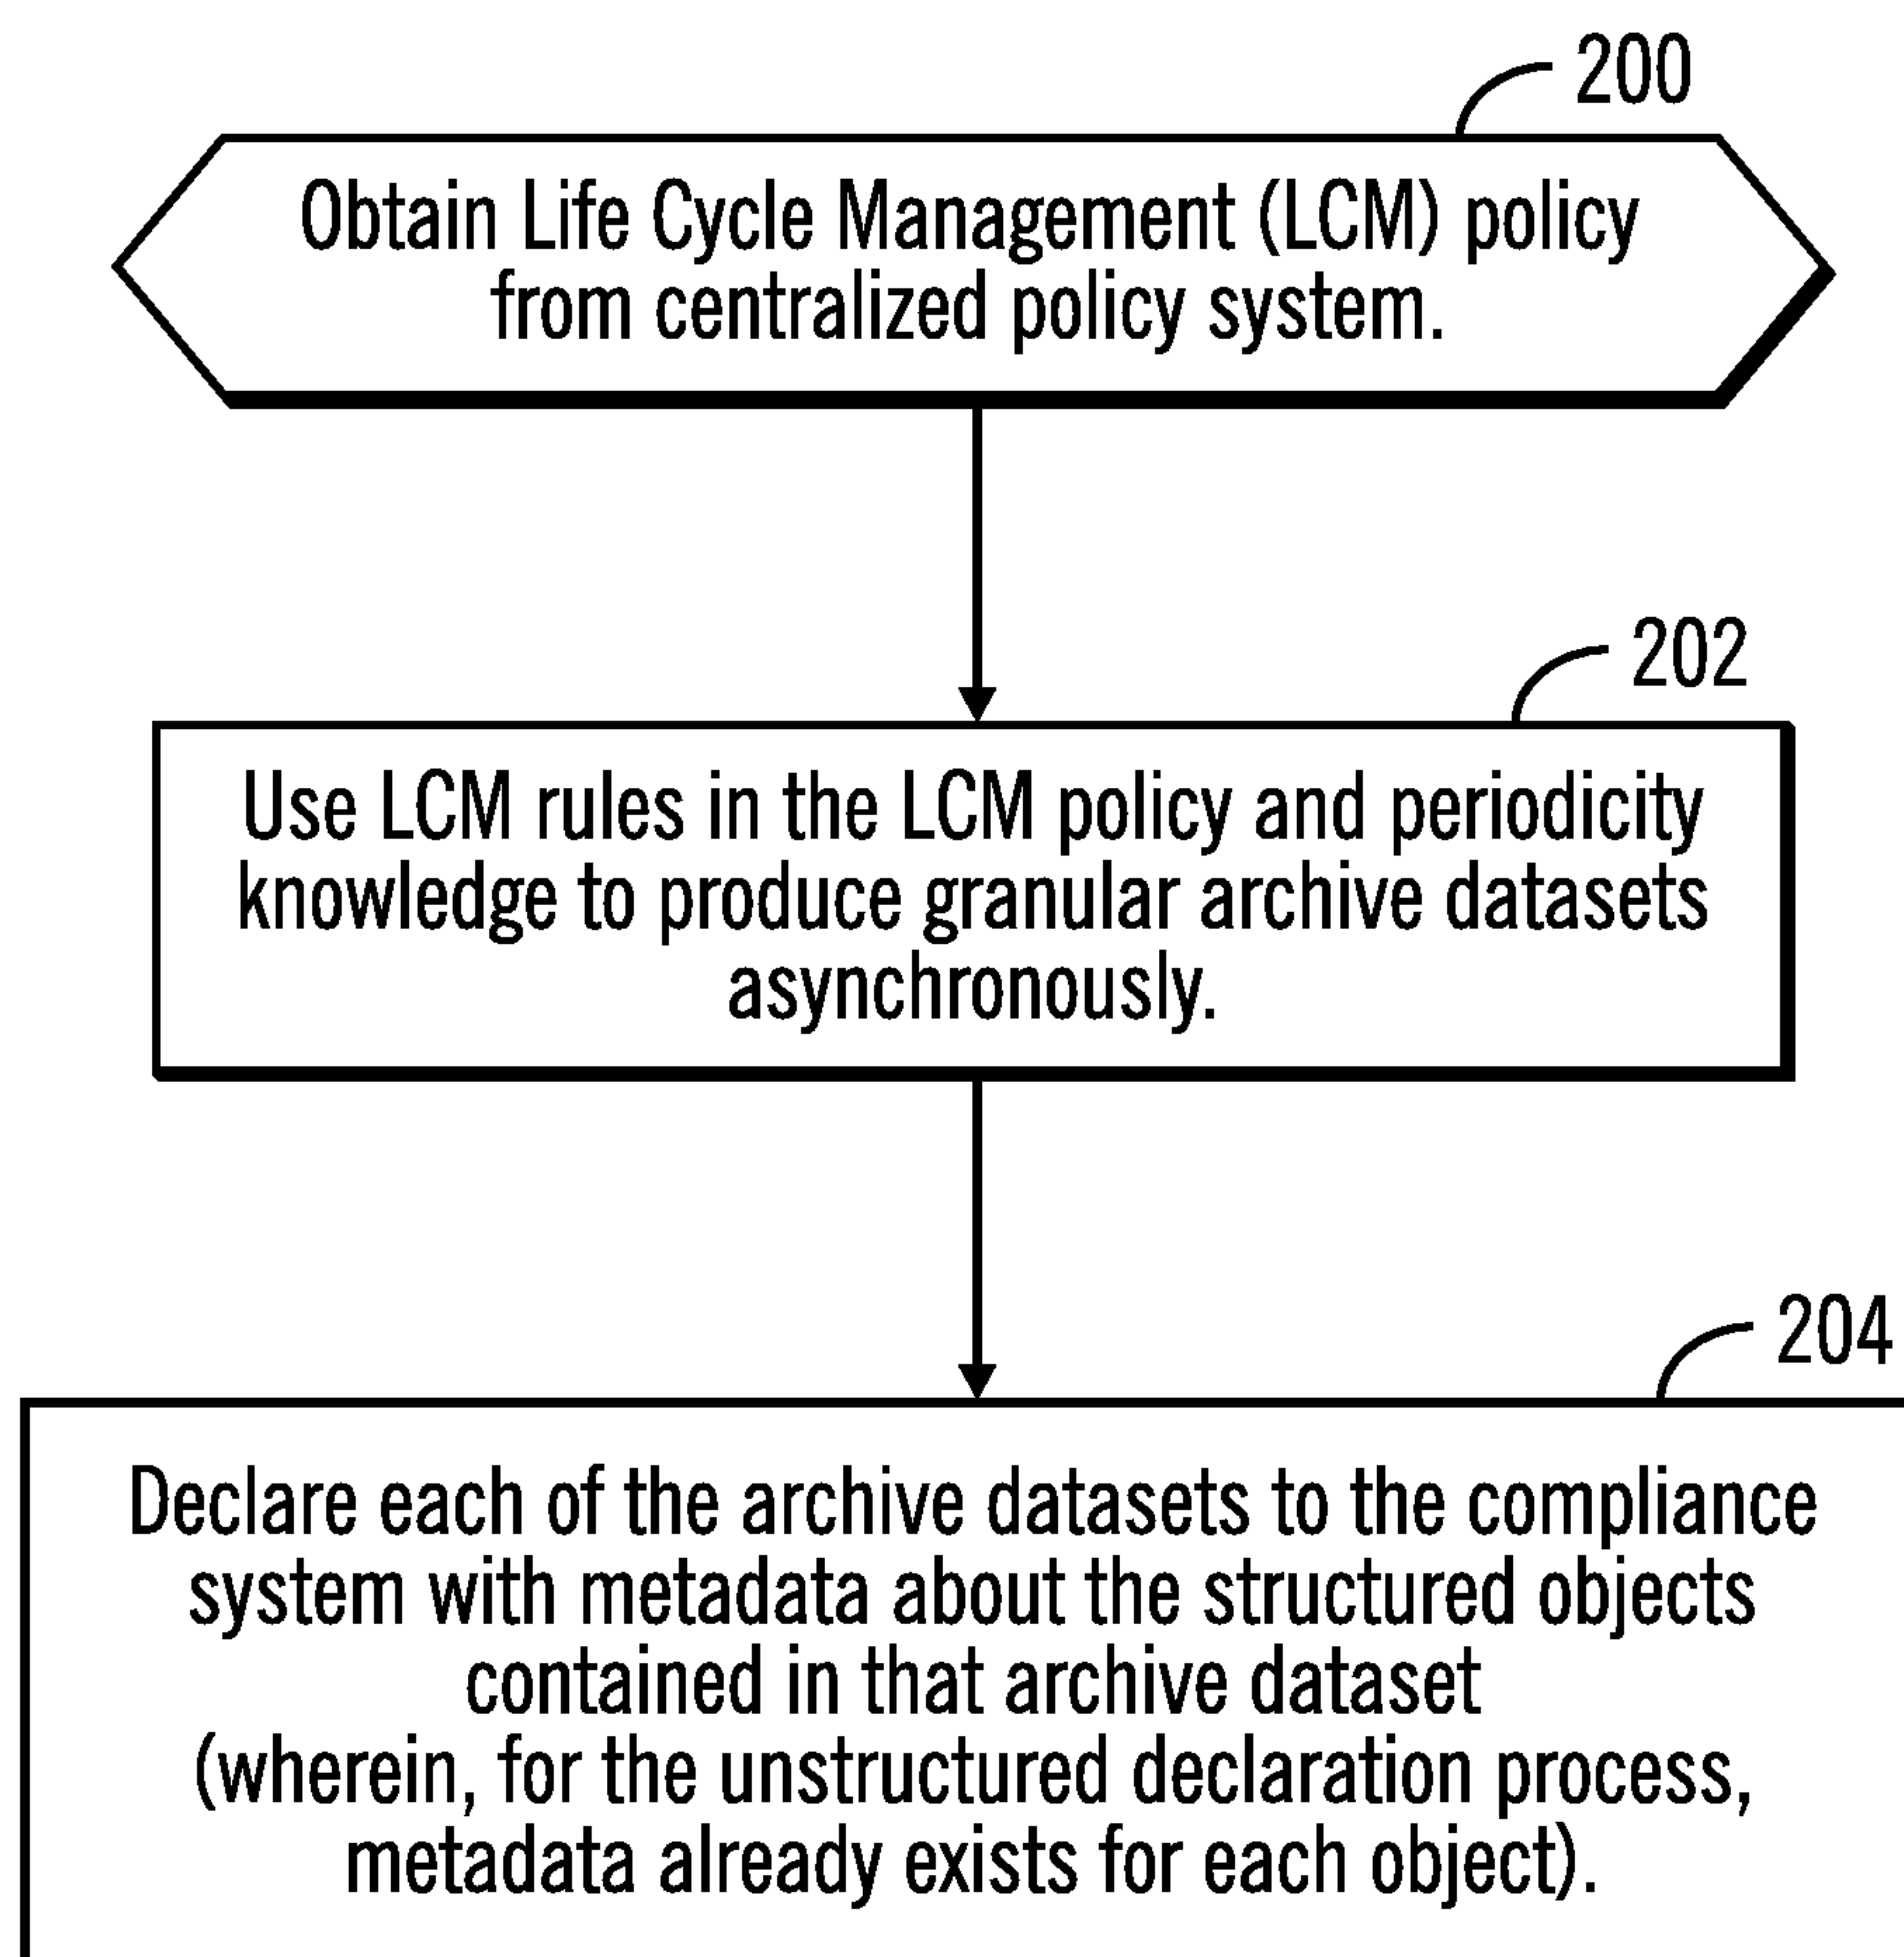 200
Obtain Life Cycle Management (LCM) policy
from centralized policy system.
202
Use LCM rules in the LCM policy and periodicity
knowledge to produce granular archive datasets
asynchronously.
204
Declare each of the archive datasets to the compliance
system with metadata about the structured objects
contained in that archive dataset
(wherein, for the unstructured declaration process,
metadata already exists for each object).